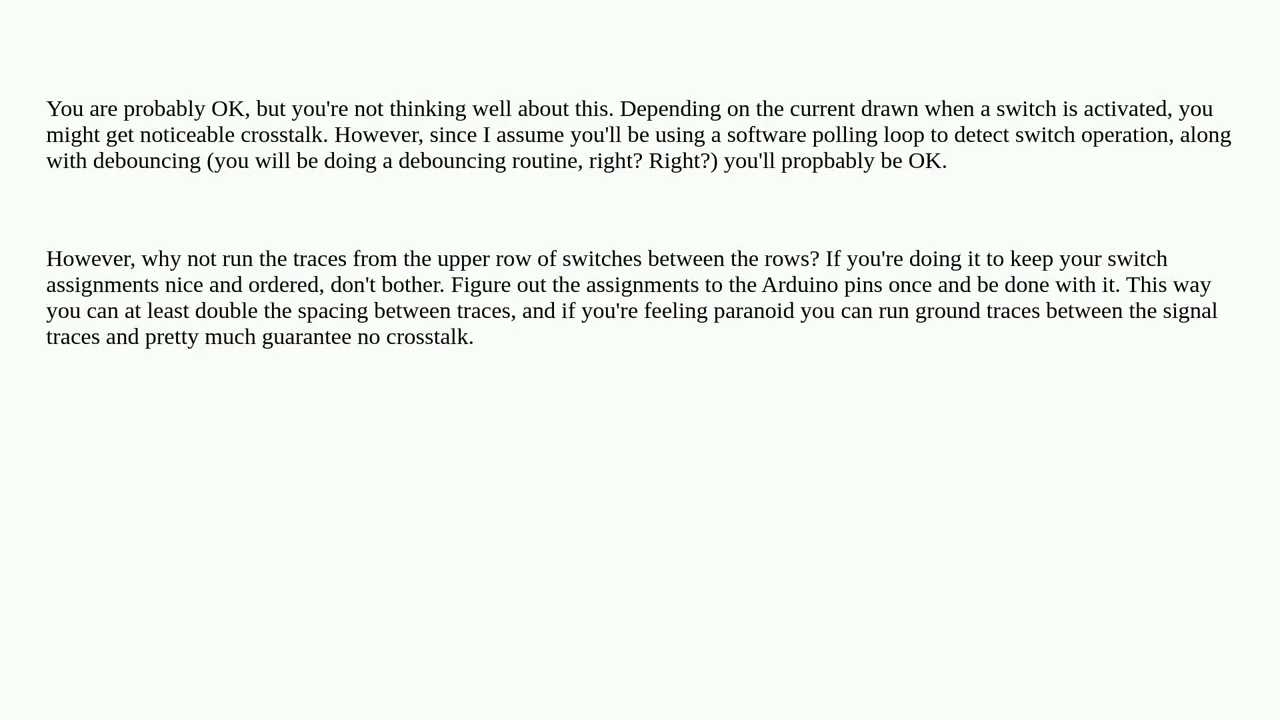 You are probably OK, but you're not thinking well about this. Depending on the current drawn when a switch is activated, you
might get noticeable crosstalk. However, since I assume you'll be using a software polling loop to detect switch operation, along
with debouncing (you will be doing a debouncing routine, right? Right?) you'll propbably be OK.
However, why not run the traces from the upper row of switches between the rows? If you're doing it to keep your switch
assignments nice and ordered, don't bother. Figure out the assignments to the Arduino pins once and be done with it. This way
you can at least double the spacing between traces, and if you're feeling paranoid you can run ground traces between the signal
traces and pretty much guarantee no crosstalk.